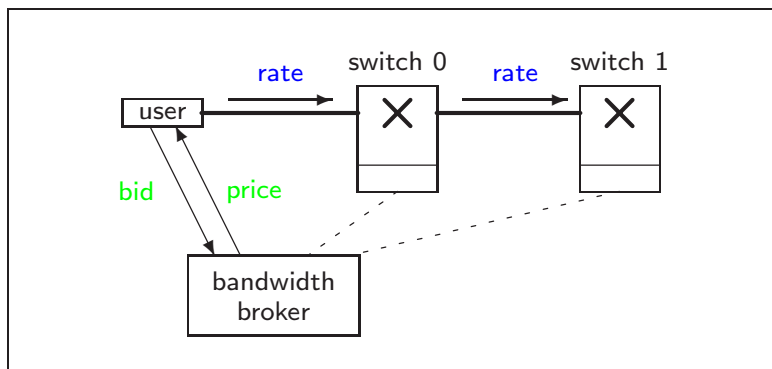 switch 0
switch 1
rate
rate
user
bid
price
bandwidth
broker